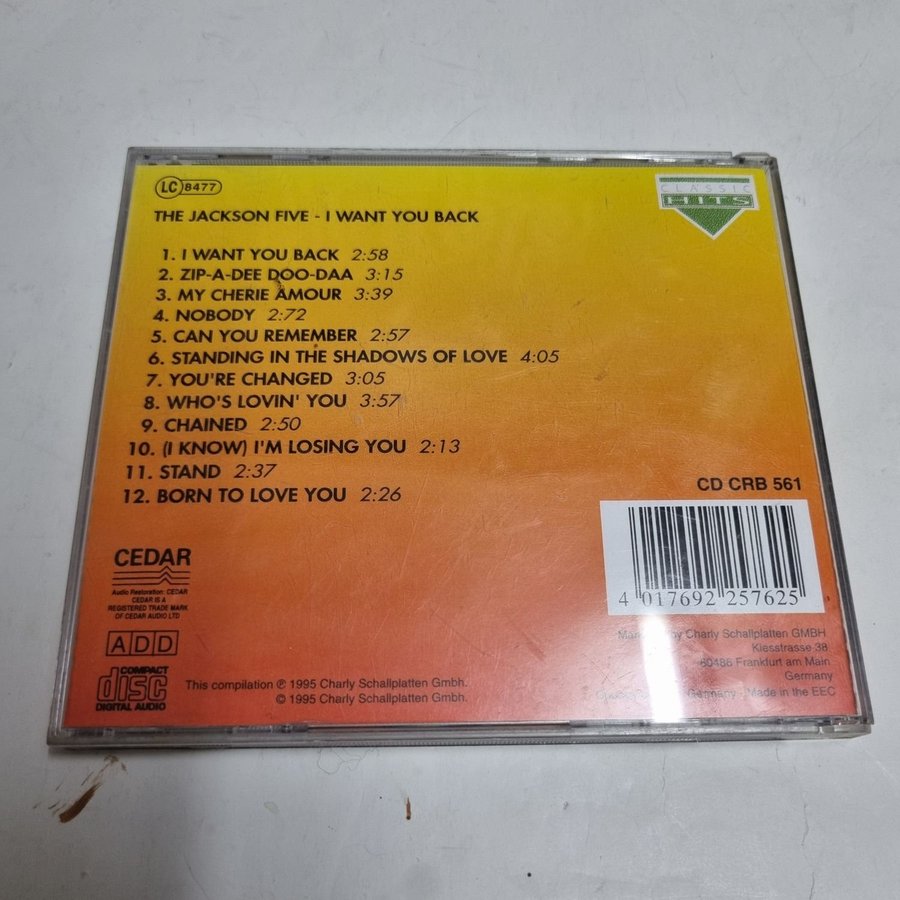 LC 8477
CLASSIC
HITS
THE JACKSON FIVE - I WANT YOU BACK
1. I WANT YOU BACK 2:58
2. ZIP-A-DEE DOO-DAA 3:15
3. MY CHERIE AMOUR 3:39
4. NOBODY 2:72
5. CAN YOU REMEMBER 2:57
6. STANDING IN THE SHADOWS OF LOVE 4:05
7. YOU'RE CHANGED 3:05
8. WHO'S LOVIN' YOU 3:57
9. CHAINED 2:50
10. (I KNOW) I'M LOSING YOU 2:13
11. STAND 2:37
12. BORN TO LOVE YOU 2:26
CD CRB 561
4 017692 257625
CEDAR
Audio Restoration: CEDAR
CEDAR IS A
REGISTERED TRADE MARK
OF CEDAR AUDIO LTD
ADD
COMPACT
disc
DIGITAL AUDIO
This compilation ℗ 1995 Charly Schallplatten Gmbh.
© 1995 Charly Schallplatten Gmbh.
by Charly Schallplatten GMBH
Kiesstrasse 38
60486 Frankfurt am Main
Germany
Germany - Made in the EEC